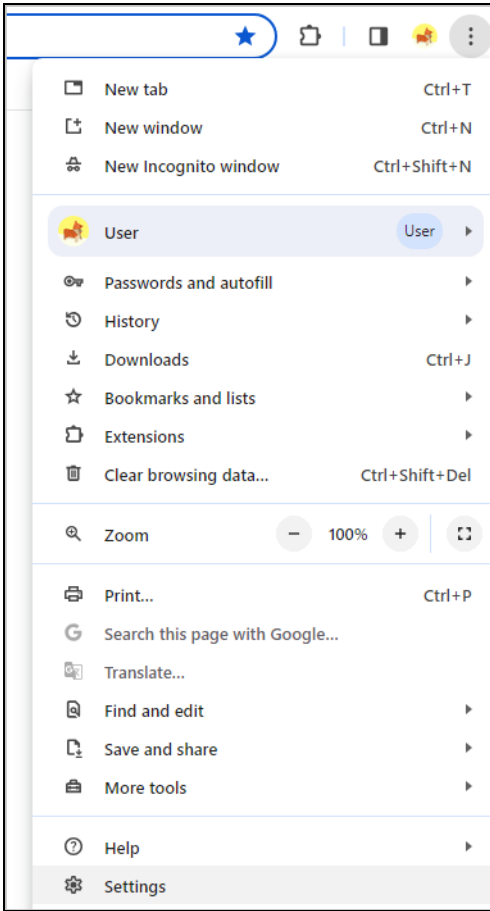 New tab Ctrl+T
New window Ctrl+N
New Incognito window Ctrl+Shift+N
User User
Passwords and autofill
History
Downloads Ctrl+J
Bookmarks and lists
Extensions
Clear browsing data... Ctrl+Shift+Del
Zoom − 100% +
Print... Ctrl+P
Search this page with Google...
Translate...
Find and edit
Save and share
More tools
Help
Settings